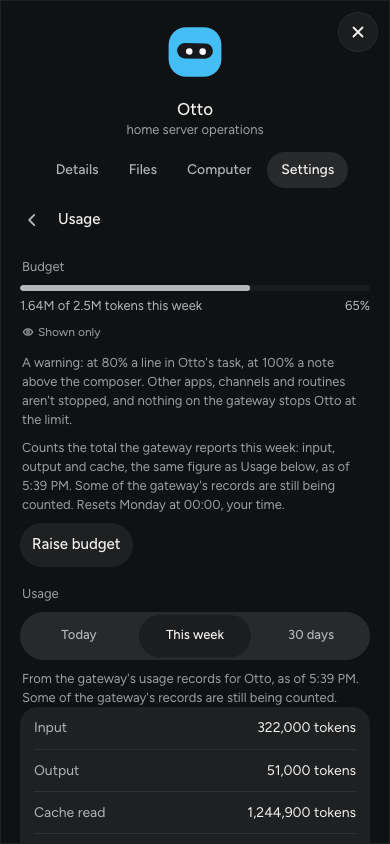 Otto
home server operations
Details Files Computer Settings
Usage
Budget
1.64M of 2.5M tokens this week 65%
Shown only
A warning: at 80% a line in Otto's task, at 100% a note
above the composer. Other apps, channels and routines
aren't stopped, and nothing on the gateway stops Otto at
the limit.
Counts the total the gateway reports this week: input,
output and cache, the same figure as Usage below, as of
5:39 PM. Some of the gateway's records are still being
counted. Resets Monday at 00:00, your time.
Raise budget
Usage
Today This week 30 days
From the gateway's usage records for Otto, as of 5:39 PM.
Some of the gateway's records are still being counted.
Input 322,000 tokens
Output 51,000 tokens
Cache read 1,244,900 tokens